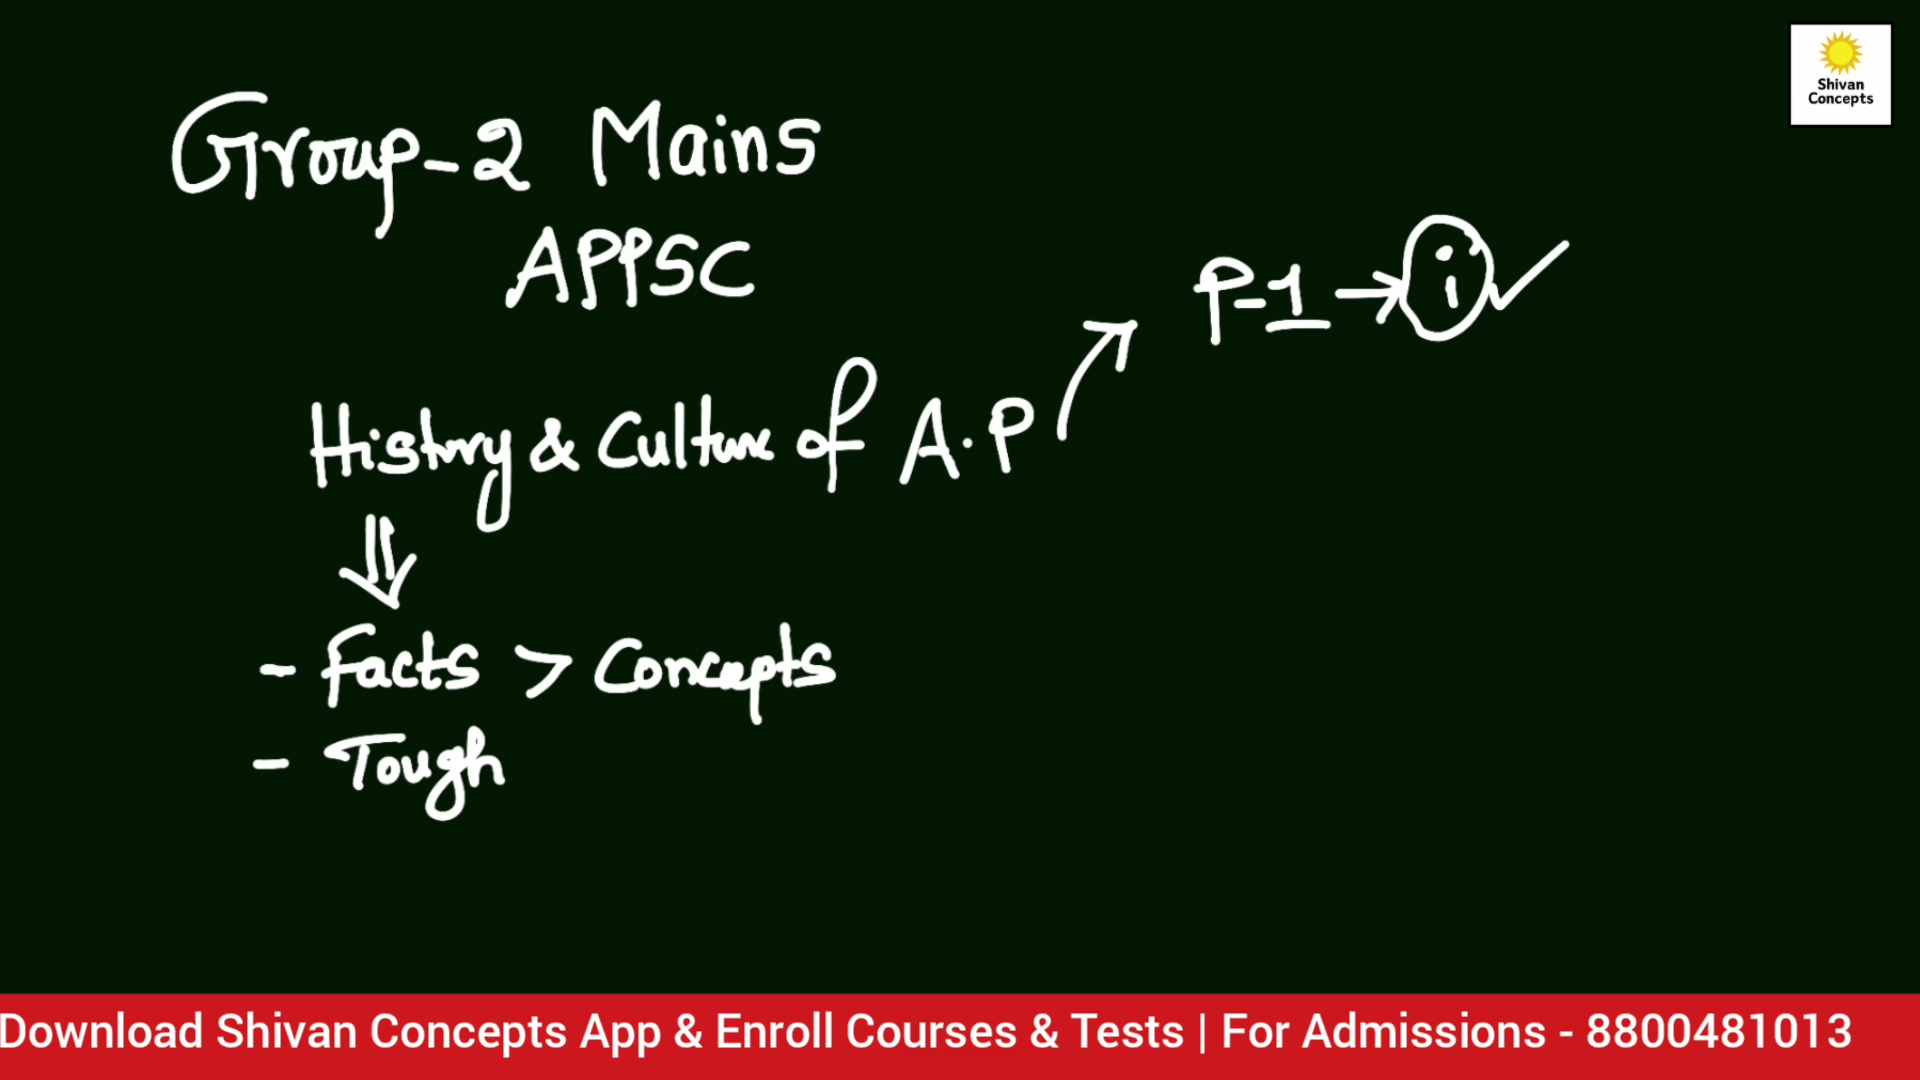 Group-2 Mains
APPSC
P-1 → i ✓
History & Culture of A.P
- Facts > Concepts
- Tough
Shivan
Concepts
Download Shivan Concepts App & Enroll Courses & Tests | For Admissions - 8800481013